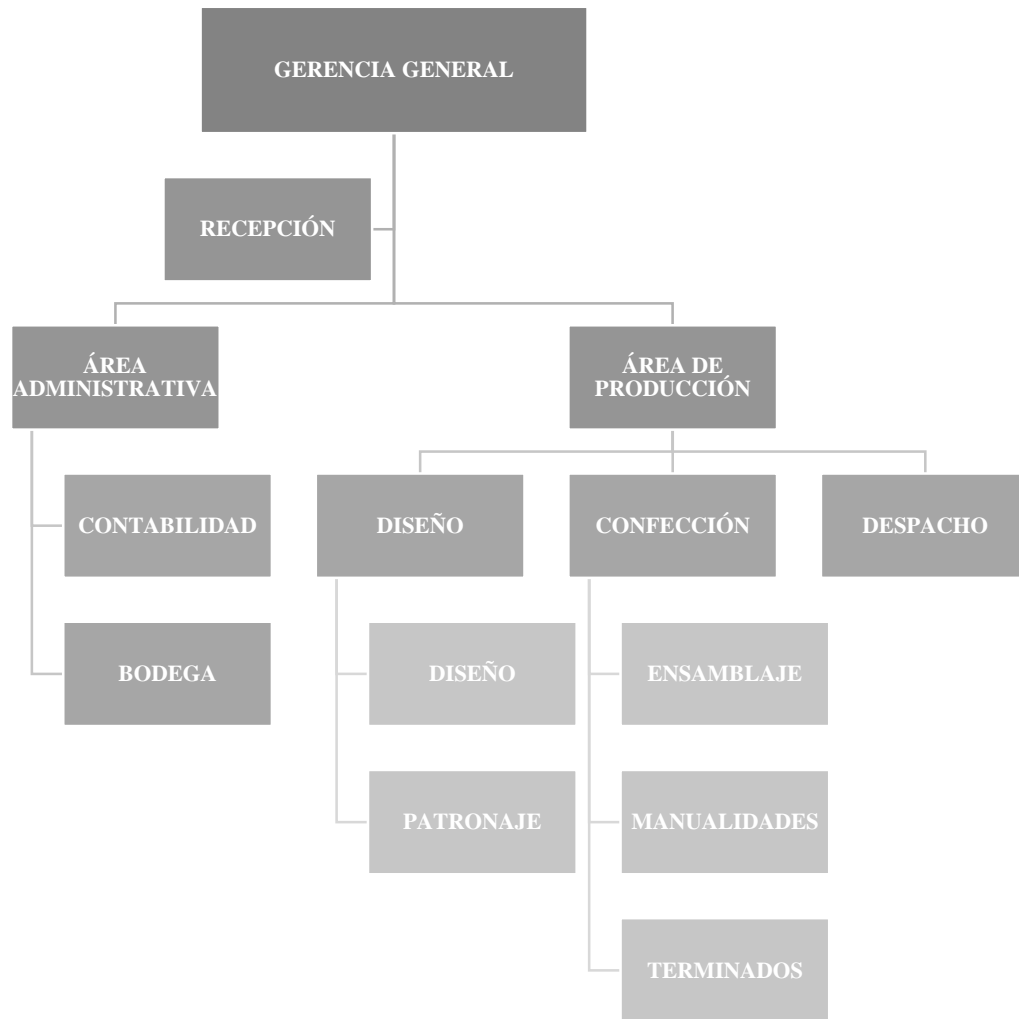 GERENCIA GENERAL
RECEPCIÓN
ÁREA
ADMINISTRATIVA
ÁREA DE
PRODUCCIÓN
CONTABILIDAD
DISEÑO
CONFECCIÓN
DESPACHO
BODEGA
DISEÑO
ENSAMBLAJE
PATRONAJE
MANUALIDADES
TERMINADOS